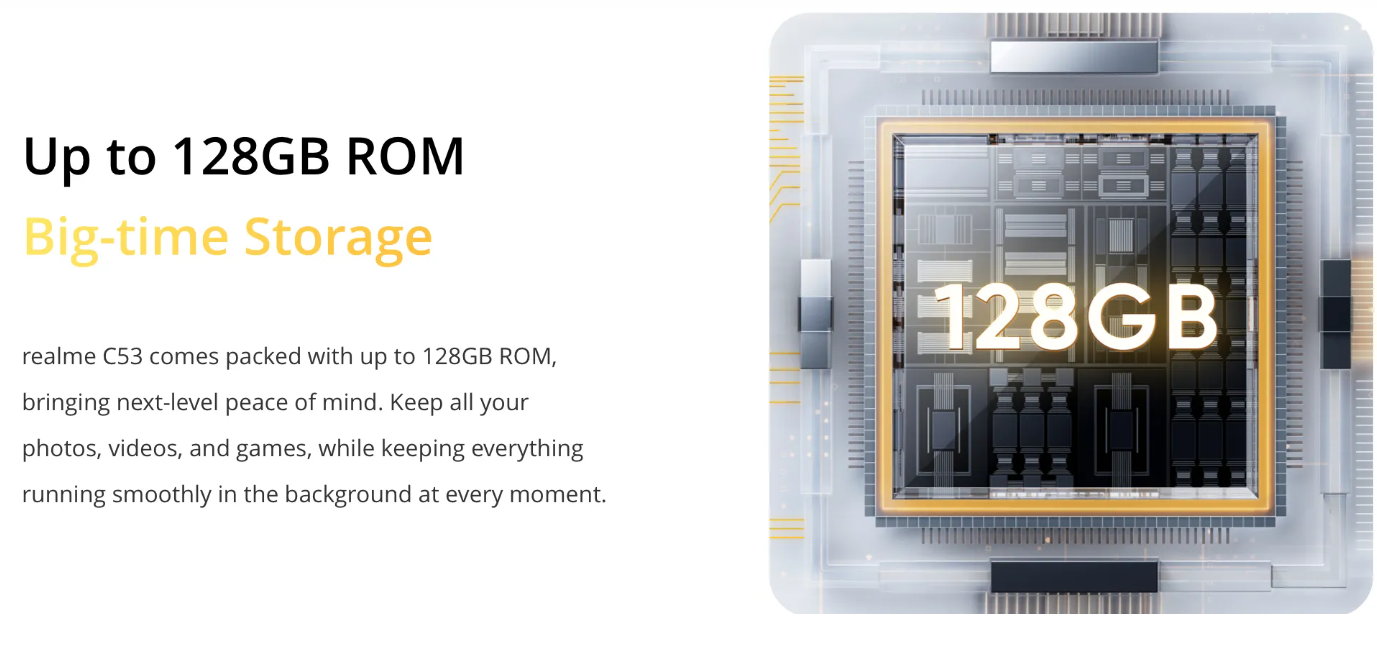 Up to 128GB ROM
Big-time Storage
realme C53 comes packed with up to 128GB ROM,
bringing next-level peace of mind. Keep all your
photos, videos, and games, while keeping everything
running smoothly in the background at every moment.
128GB